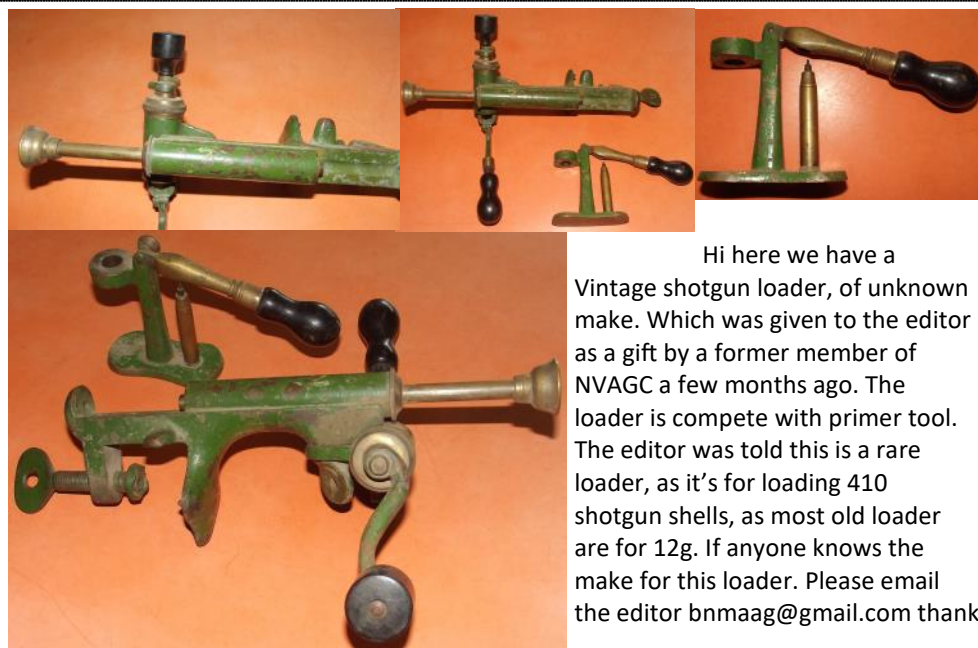 Hi here we have a
Vintage shotgun loader, of unknown
make. Which was given to the editor
as a gift by a former member of
NVAGC a few months ago. The
loader is compete with primer tool.
The editor was told this is a rare
loader, as it’s for loading 410
shotgun shells, as most old loader
are for 12g. If anyone knows the
make for this loader. Please email
the editor bnmaag@gmail.com thank